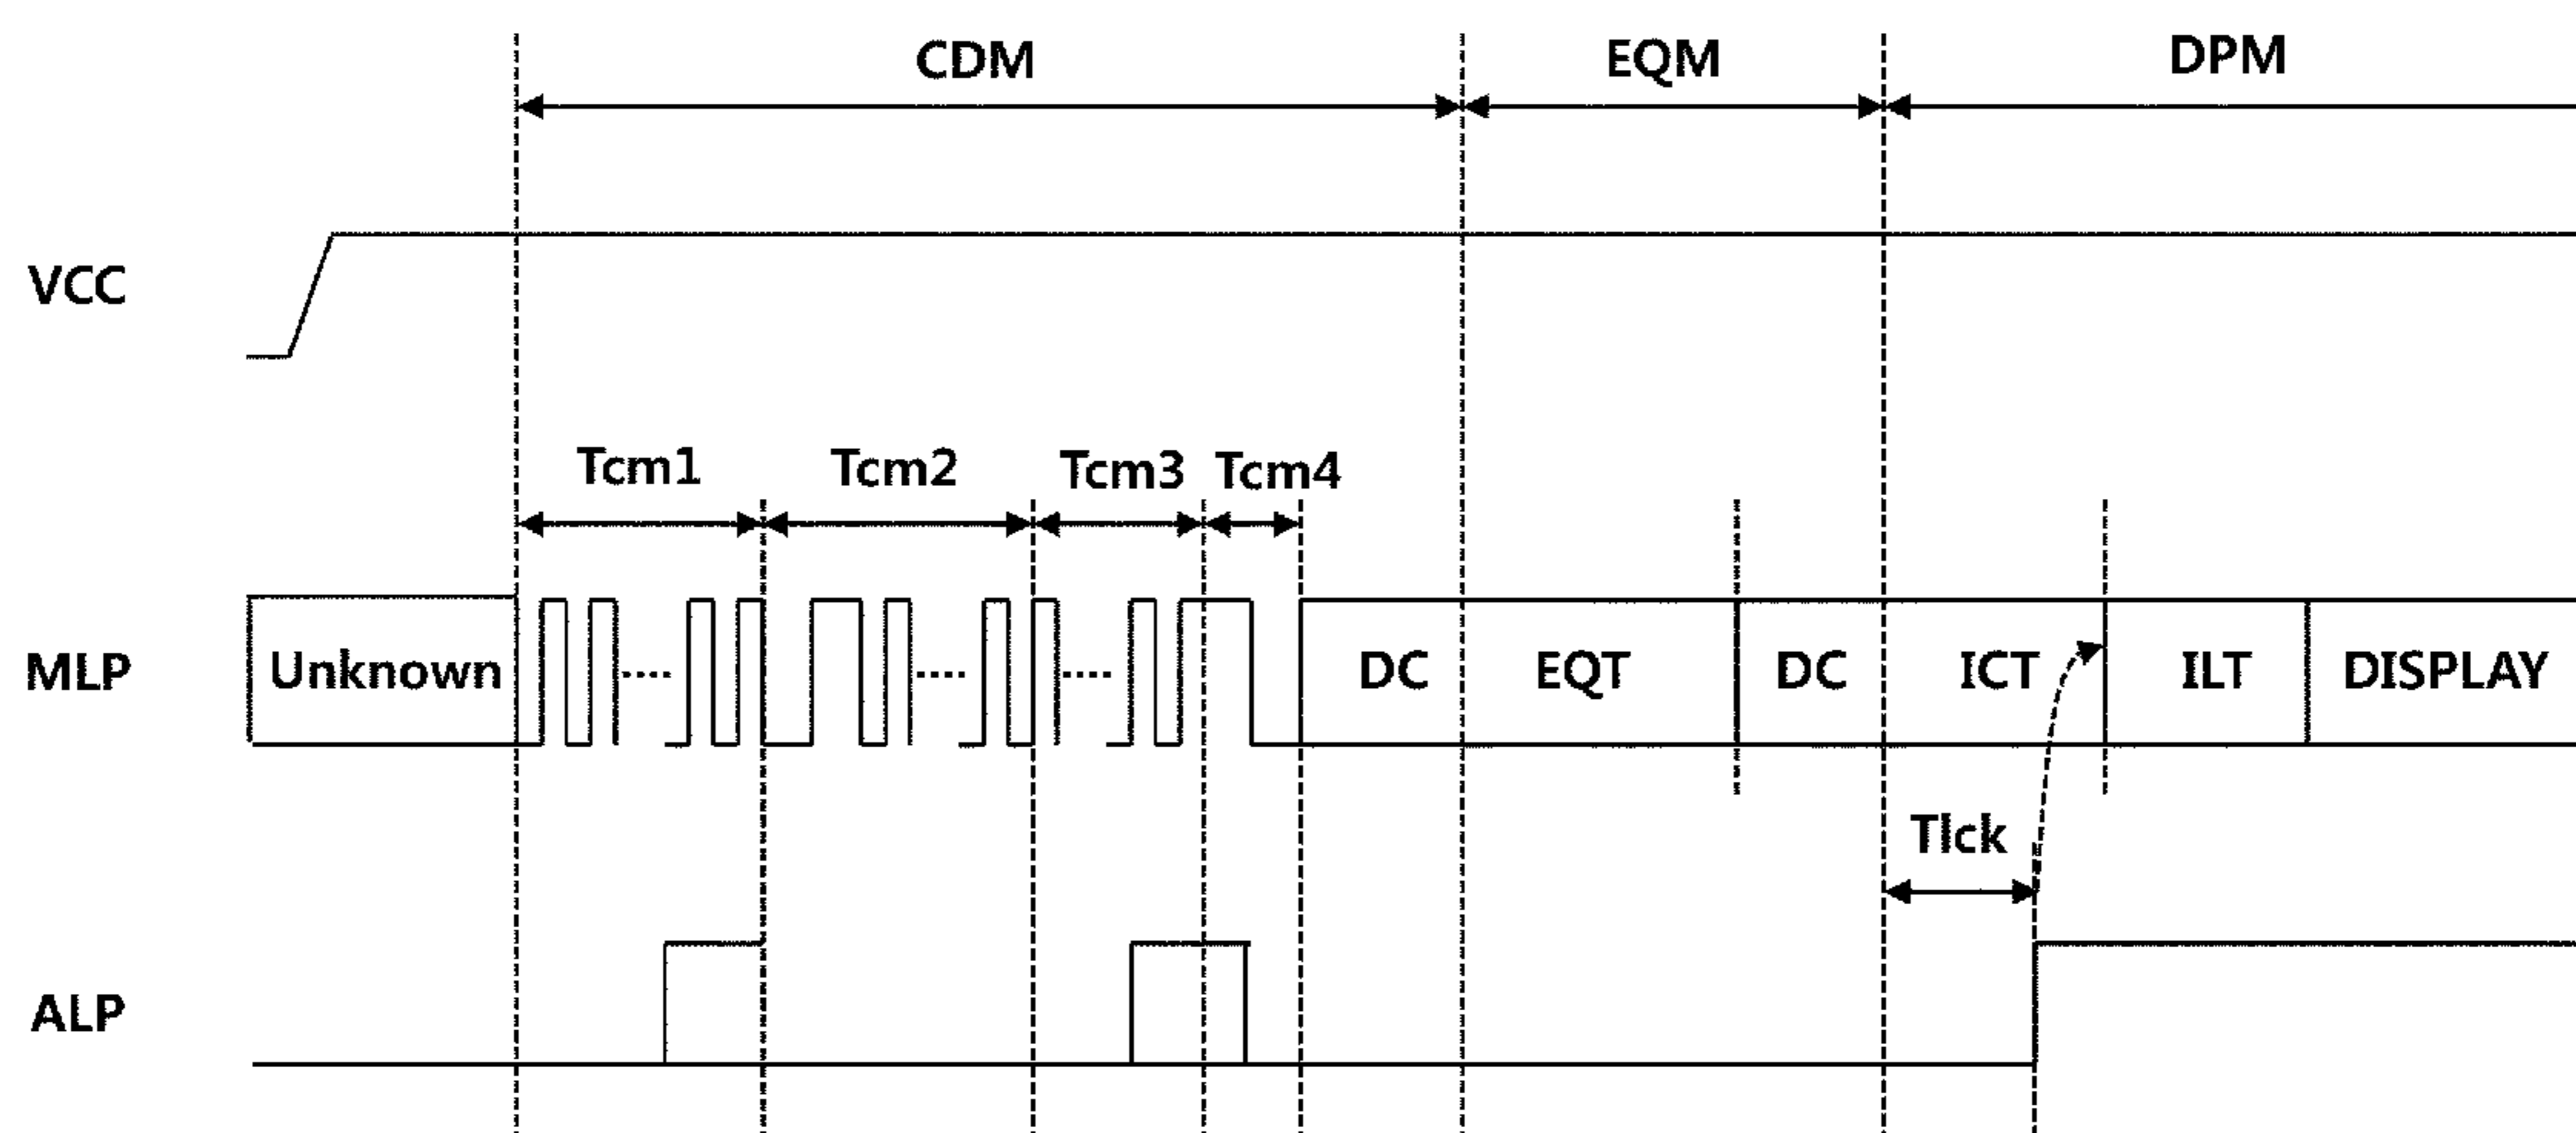 CDM EQM DPM
VCC
Tcm1 Tcm2 Tcm3 Tcm4
MLP Unknown DC EQT DC ICT ILT DISPLAY
Tlck
ALP